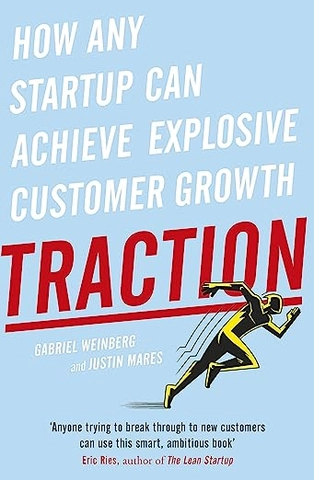 HOW ANY
STARTUP CAN
ACHIEVE EXPLOSIVE
CUSTOMER GROWTH
TRACTION
GABRIEL WEINBERG
and JUSTIN MARES
'Anyone trying to break through to new customers
can use this smart, ambitious book'
Eric Ries, author of The Lean Startup